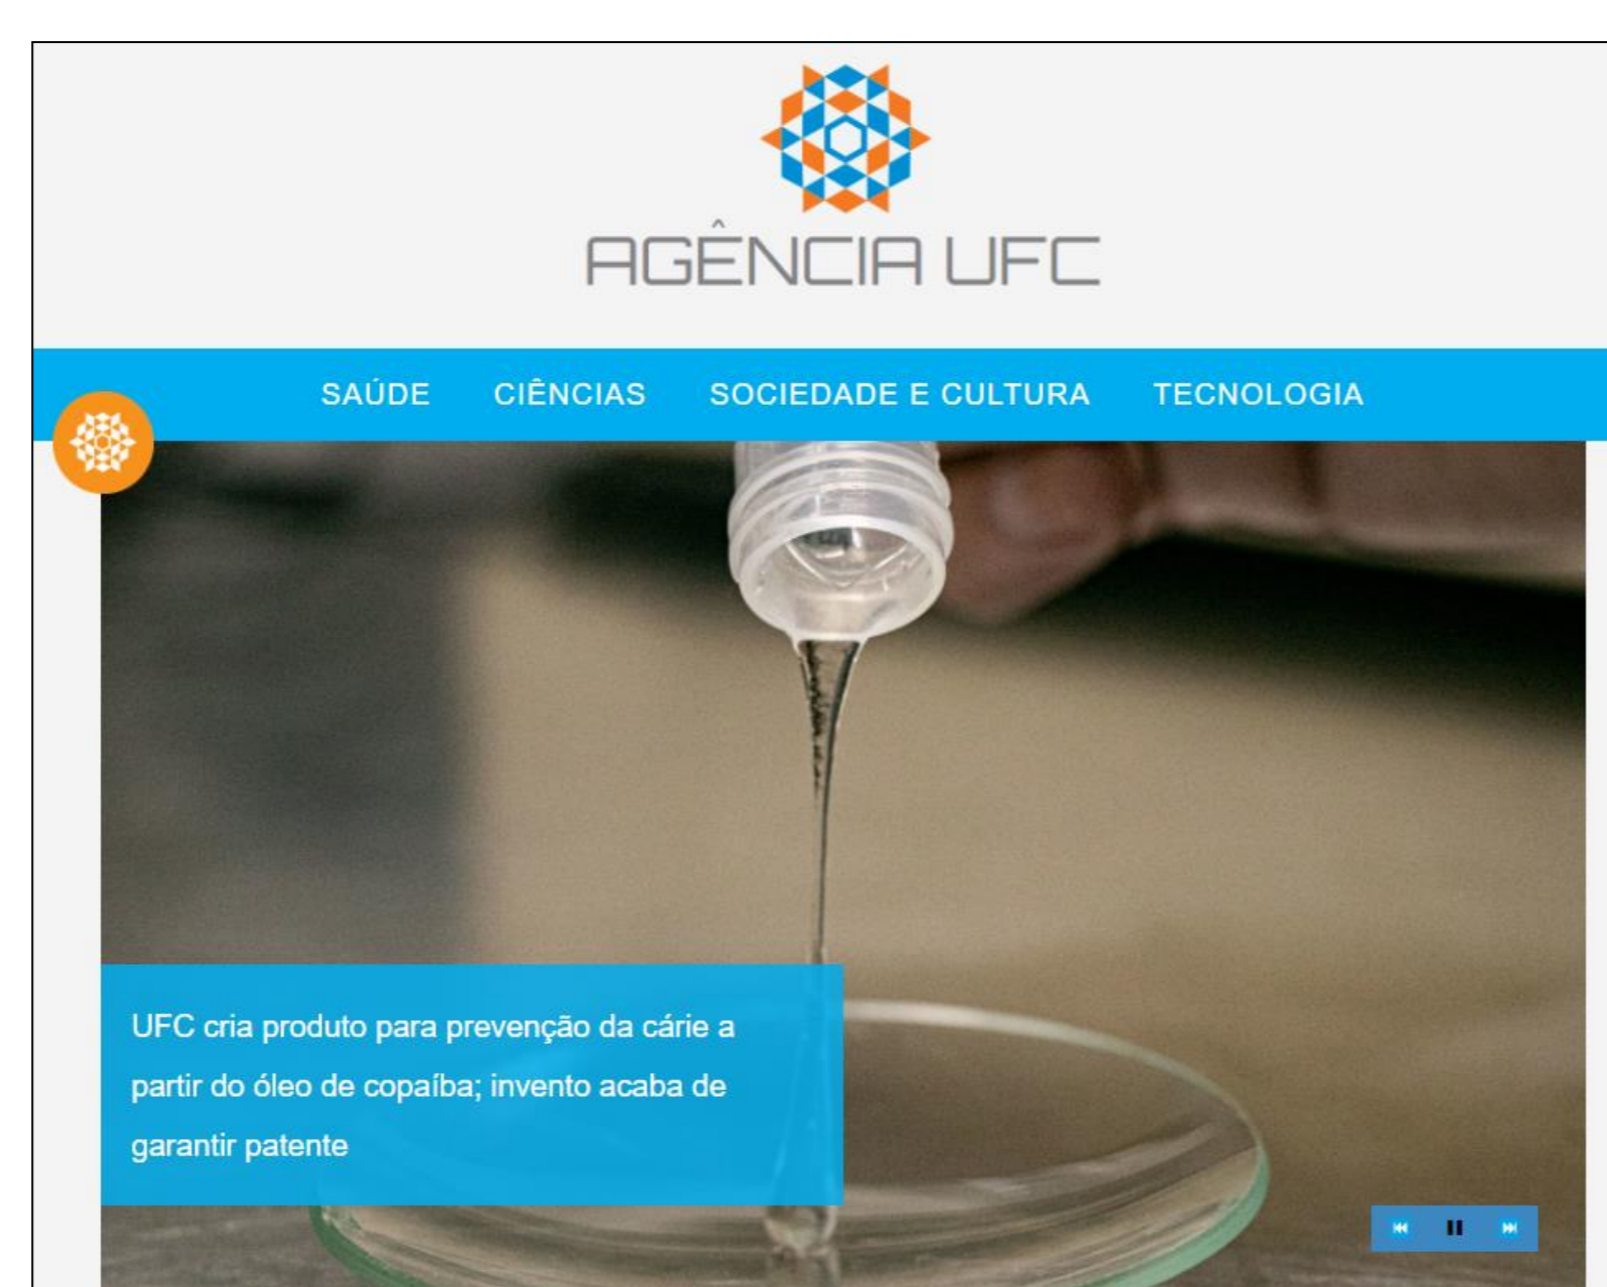 AGÊNCIA UFC
SAÚDE CIÊNCIAS SOCIEDADE E CULTURA TECNOLOGIA
UFC cria produto para prevenção da cárie a
partir do óleo de copaíba; invento acaba de
garantir patente